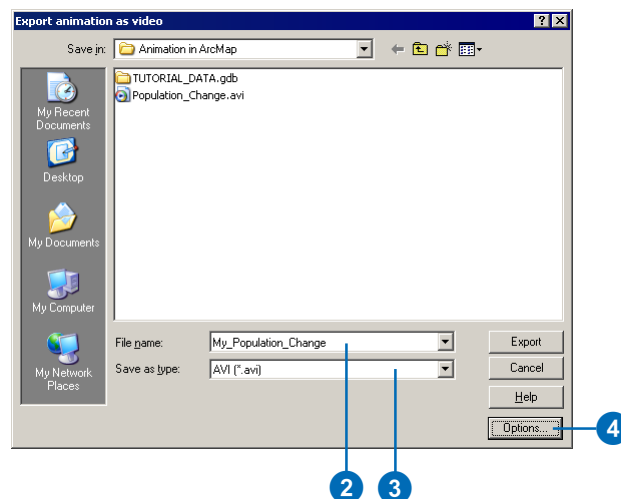 Export animation as video
Save in:
Animation in ArcMap
TUTORIAL_DATA.gdb
Population_Change.avi
My Recent
Documents
Desktop
My Documents
My Computer
My Network
Places
File name:
My_Population_Change
Export
Save as type:
AVI (*.avi)
Cancel
Help
Options...
4
2
3